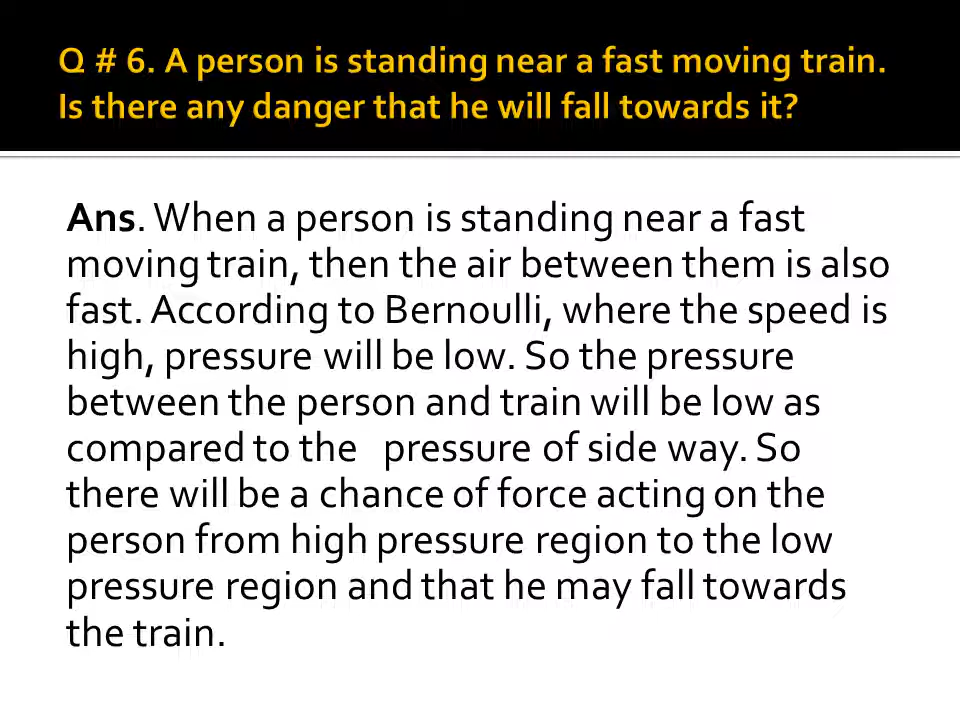 Q # 6. A person is standing near a fast moving train.
Is there any danger that he will fall towards it?
Ans. When a person is standing near a fast
moving train, then the air between them is also
fast. According to Bernoulli, where the speed is
high, pressure will be low. So the pressure
between the person and train will be low as
compared to the   pressure of side way. So
there will be a chance of force acting on the
person from high pressure region to the low
pressure region and that he may fall towards
the train.